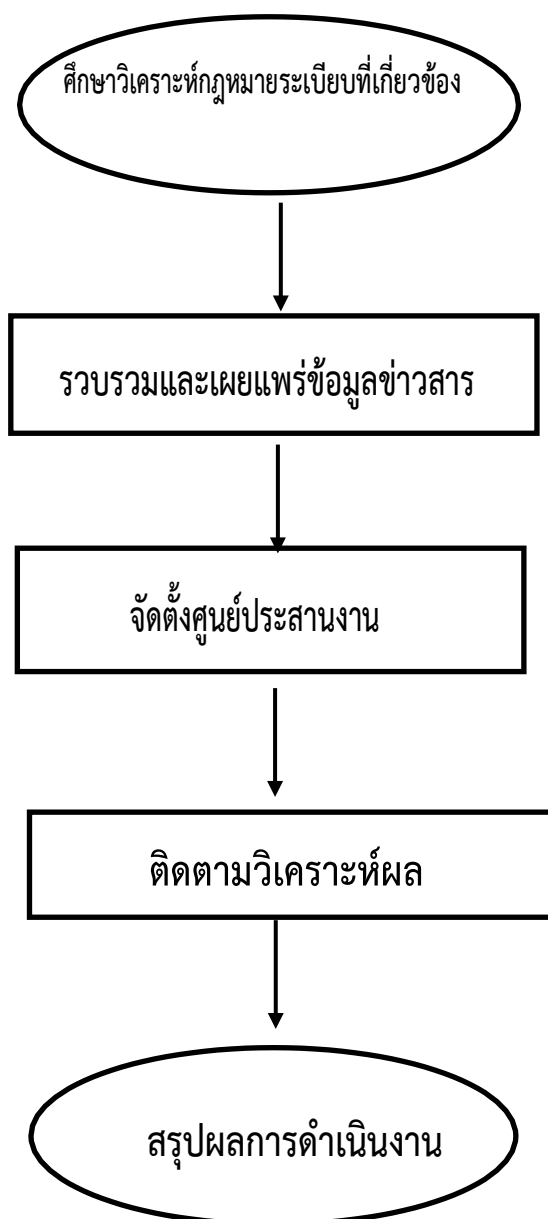 ศึกษาวิเคราะห์กฎหมายระเบียบที่เกี่ยวข้อง
รวบรวมและเผยแพร่ข้อมูลข่าวสาร
จัดตั้งศูนย์ประสานงาน
ติดตามวิเคราะห์ผล
สรุปผลการดำเนินงาน